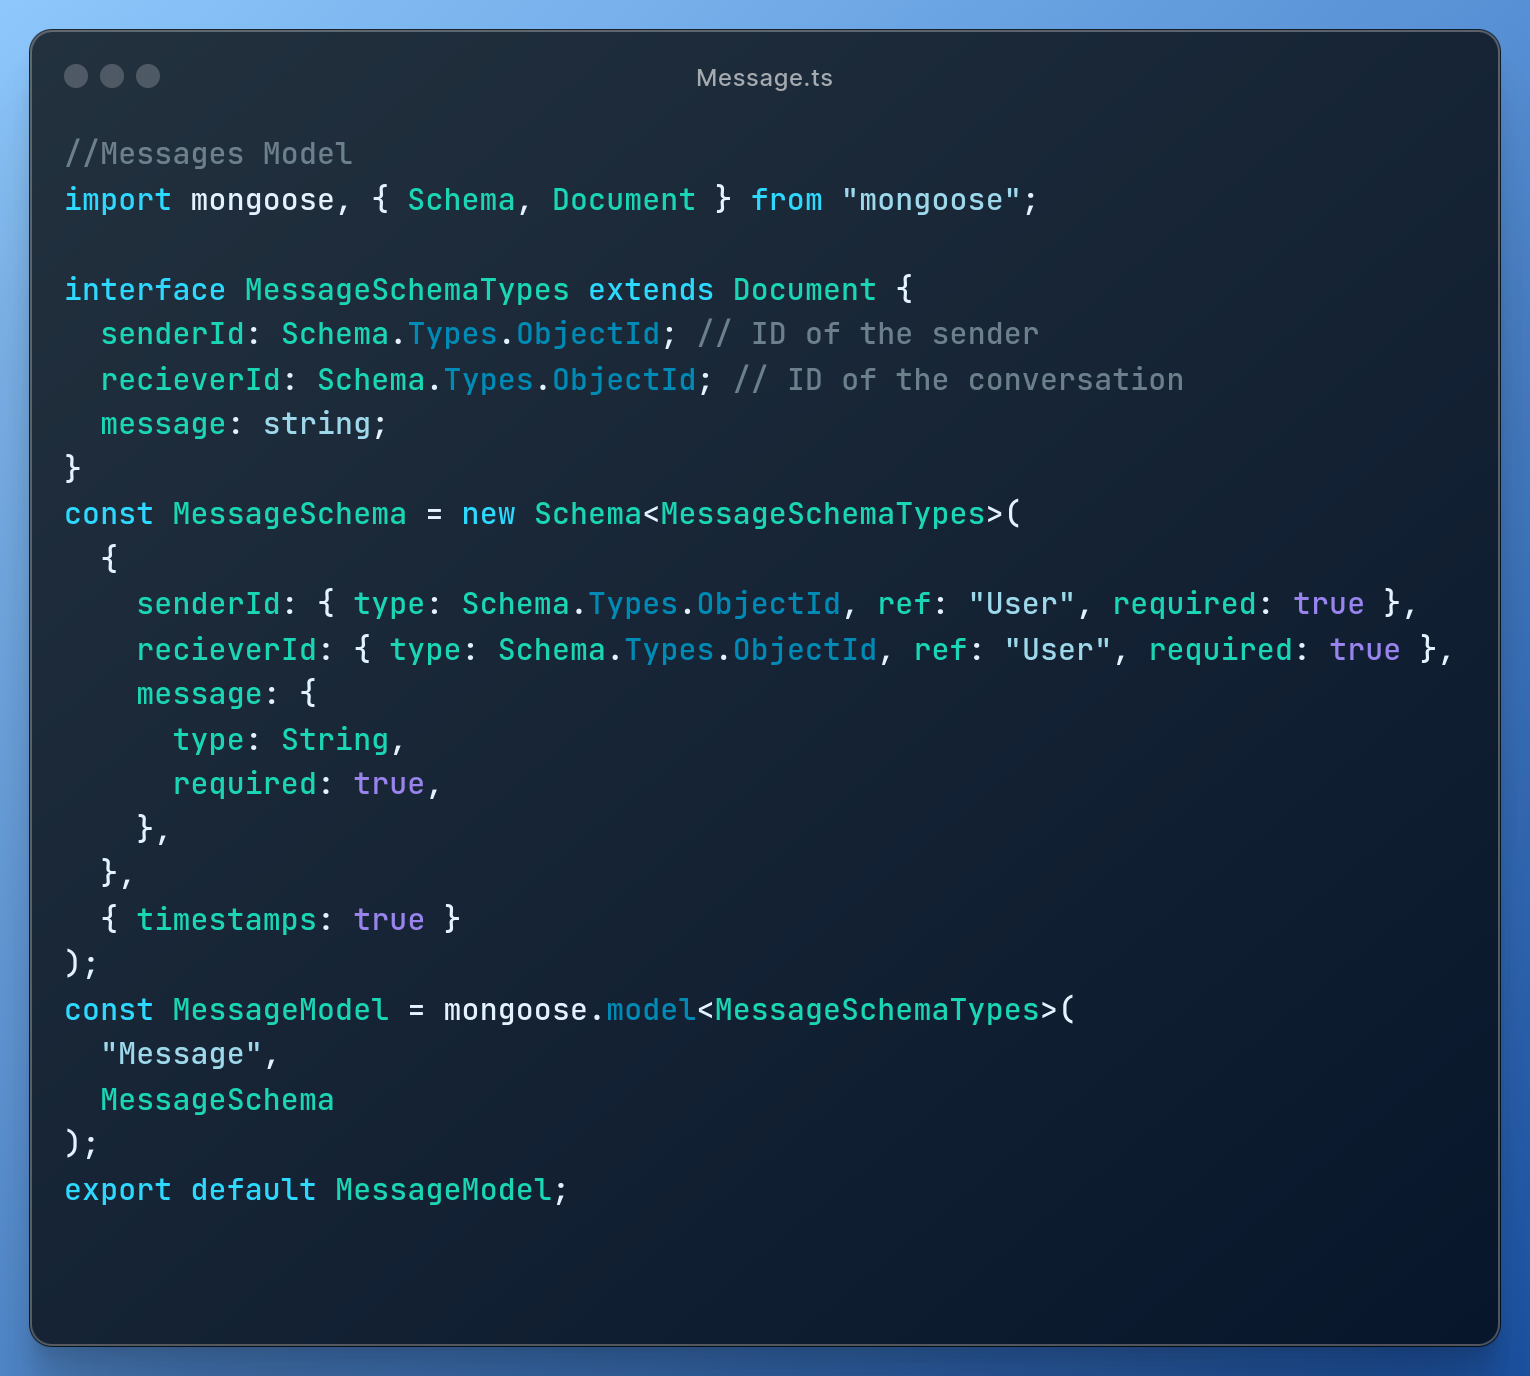 Message.ts
//Messages Model
import mongoose, { Schema, Document } from "mongoose";
interface MessageSchemaTypes extends Document {
  senderId: Schema.Types.ObjectId; // ID of the sender
  recieverId: Schema.Types.ObjectId; // ID of the conversation
  message: string;
}
const MessageSchema = new Schema<MessageSchemaTypes>(
  {
    senderId: { type: Schema.Types.ObjectId, ref: "User", required: true },
    recieverId: { type: Schema.Types.ObjectId, ref: "User", required: true },
    message: {
      type: String,
      required: true,
    },
  },
  { timestamps: true }
);
const MessageModel = mongoose.model<MessageSchemaTypes>(
  "Message",
  MessageSchema
);
export default MessageModel;